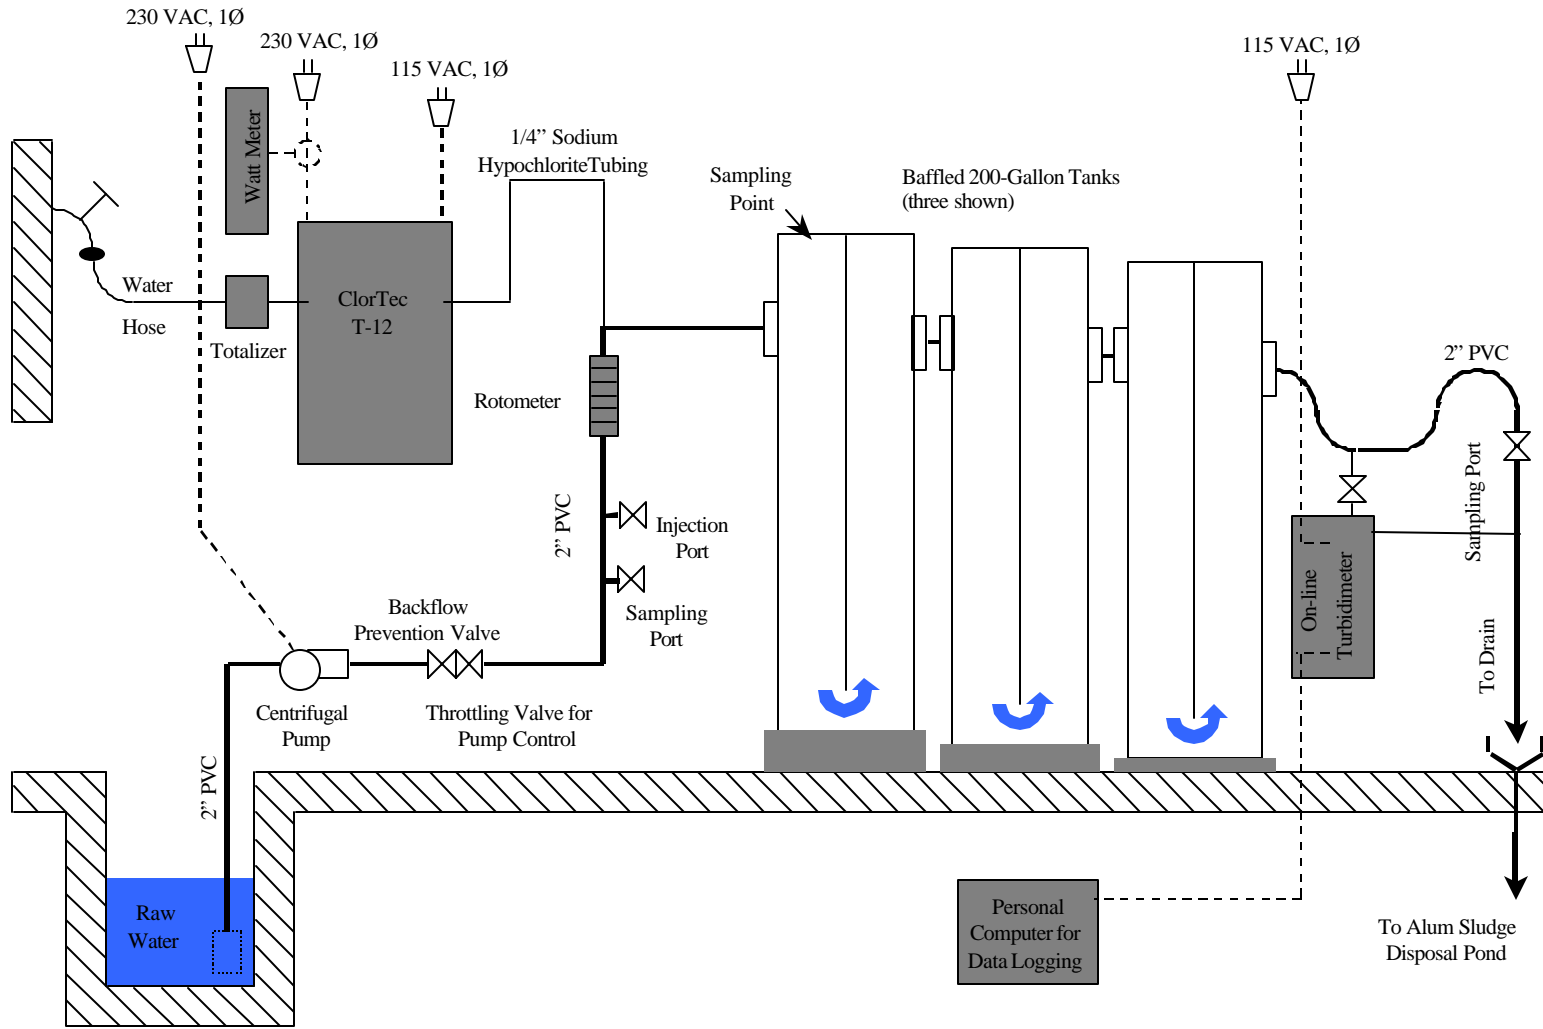 230 VAC, 1Ø
230 VAC, 1Ø
115 VAC, 1Ø
115 VAC, 1Ø
Watt Meter
1/4” Sodium
HypochloriteTubing
Sampling
Point
Baffled 200-Gallon Tanks
(three shown)
Water
Hose
Totalizer
ClorTec
T-12
Rotometer
2” PVC
2” PVC
Injection
Port
Sampling
Port
Sampling Port
On-line
Turbidimeter
To Drain
Backflow
Prevention Valve
Centrifugal
Pump
Throttling Valve for
Pump Control
2” PVC
Raw
Water
Personal
Computer for
Data Logging
To Alum Sludge
Disposal Pond